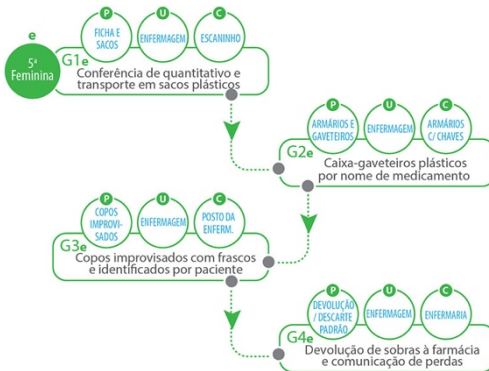 e
5ª
Feminina
P
U
C
FICHA E
SACOS
ENFERMAGEM
ESCANINHO
G1e
Conferência de quantitativo e
transporte em sacos plásticos
P
U
C
ARMÁRIOS E
GAVETEIROS
ENFERMAGEM
ARMÁRIOS
C/ CHAVES
G2e
Caixa-gaveteiros plásticos
por nome de medicamento
P
U
C
COPOS
IMPROVI-
SADOS
ENFERMAGEM
POSTO DA
ENFERM.
G3e
Copos improvisados com frascos
e identificados por paciente
P
U
C
DEVOLUÇÃO
/ DESCARTE
PADRÃO
ENFERMAGEM
ENFERMARIA
G4e
Devolução de sobras à farmácia
e comunicação de perdas